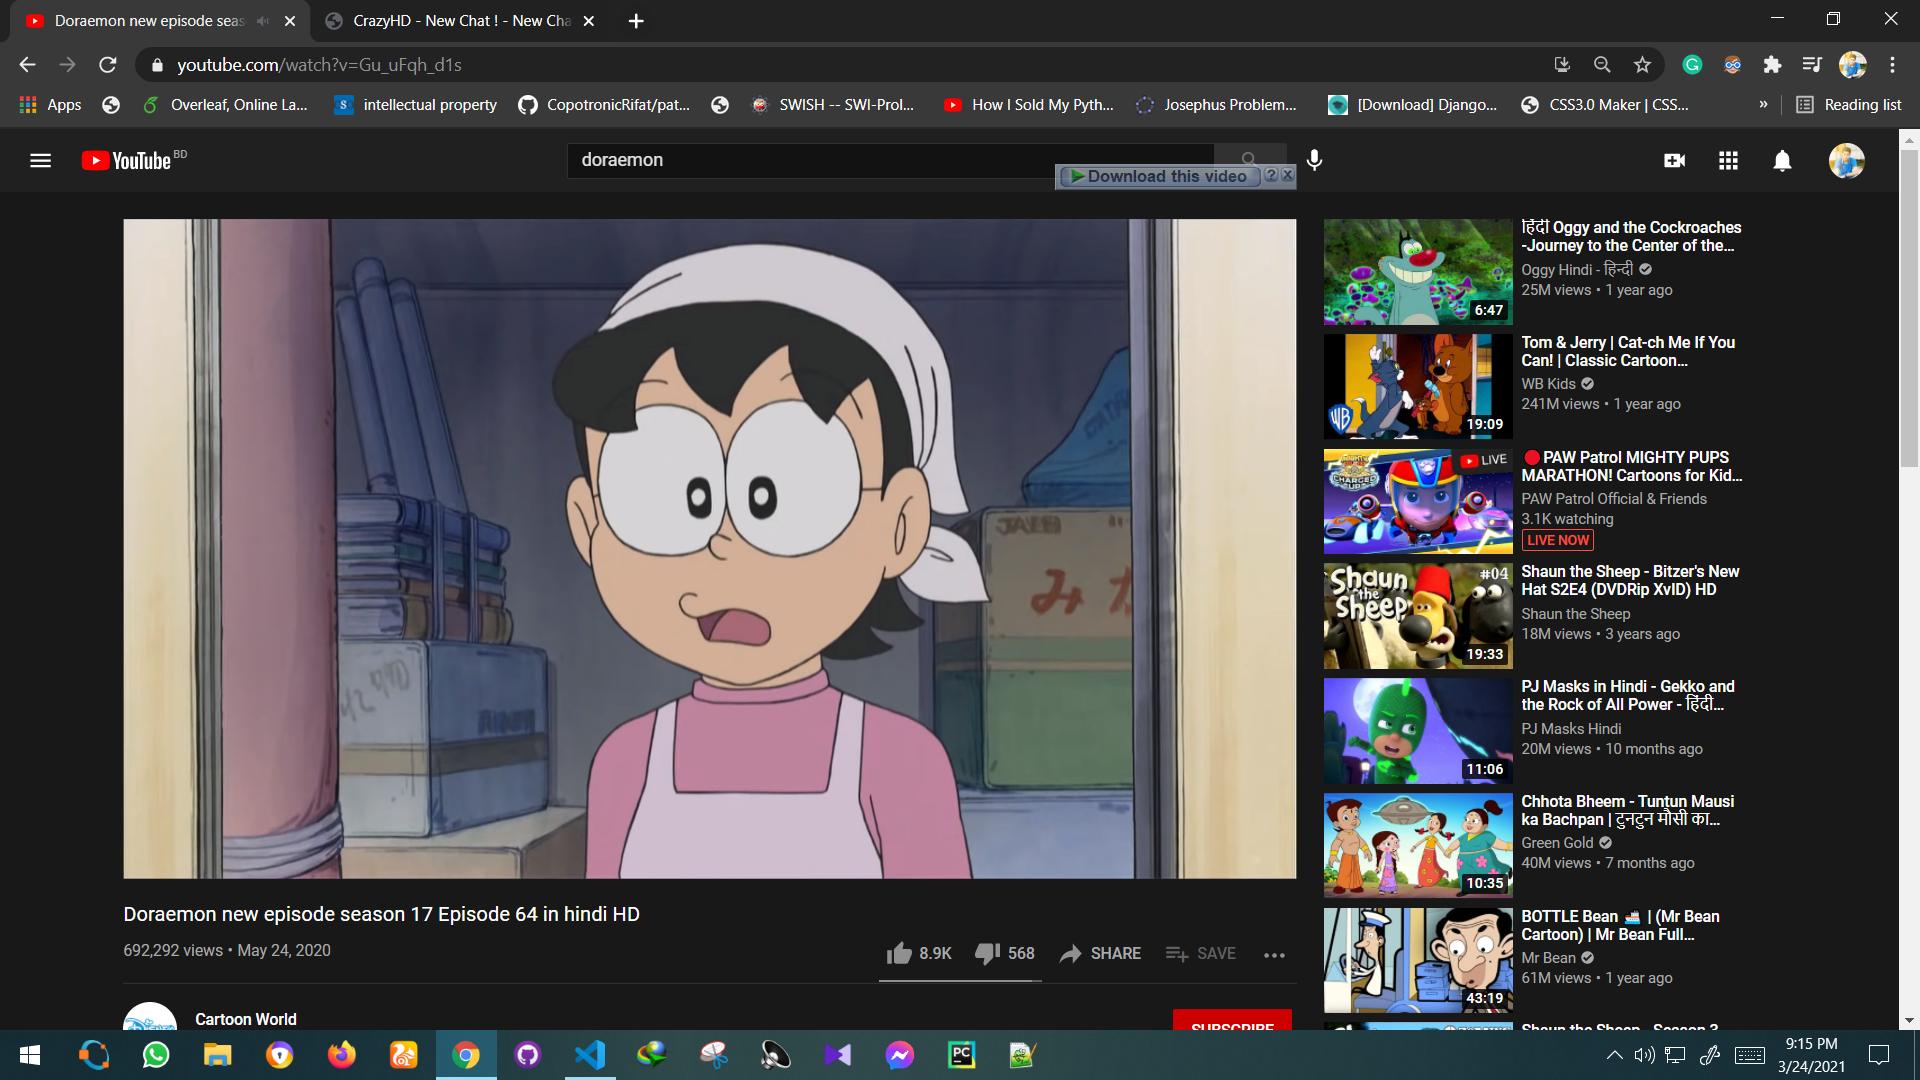 Doraemon new episode seas
CrazyHD - New Chat ! - New Cha
youtube.com/watch?v=Gu_uFqh_d1s
Apps
Overleaf, Online La...
intellectual property
CopotronicRifat/pat...
SWISH -- SWI-Prol...
How I Sold My Pyth...
Josephus Problem...
[Download] Django...
CSS3.0 Maker | CSS...
»
Reading list
YouTube BD
doraemon
Download this video
JA
み
Doraemon new episode season 17 Episode 64 in hindi HD
692,292 views • May 24, 2020
8.9K
568
SHARE
SAVE
Cartoon World
SUBSCRIBE
हिंदी Oggy and the Cockroaches
-Journey to the Center of the...
Oggy Hindi - हिन्दी
25M views • 1 year ago
6:47
Tom & Jerry | Cat-ch Me If You
Can! | Classic Cartoon...
WB Kids
241M views • 1 year ago
WB
19:09
PAW Patrol MIGHTY PUPS
MARATHON! Cartoons for Kid...
PAW Patrol Official & Friends
3.1K watching
LIVE NOW
LIVE
CHARGED UP
Shaun the Sheep - Bitzer's New
Hat S2E4 (DVDRip XviD) HD
Shaun the Sheep
18M views • 3 years ago
Shaun
the
Sheep
#04
19:33
PJ Masks in Hindi - Gekko and
the Rock of All Power - हिंदी...
PJ Masks Hindi
20M views • 10 months ago
11:06
Chhota Bheem - Tuntun Mausi
ka Bachpan | टुनटुन मौसी का...
Green Gold
40M views • 7 months ago
10:35
BOTTLE Bean | (Mr Bean
Cartoon) | Mr Bean Full...
Mr Bean
61M views • 1 year ago
43:19
Shaun the Sheep - Season 3
PC
9:15 PM
3/24/2021